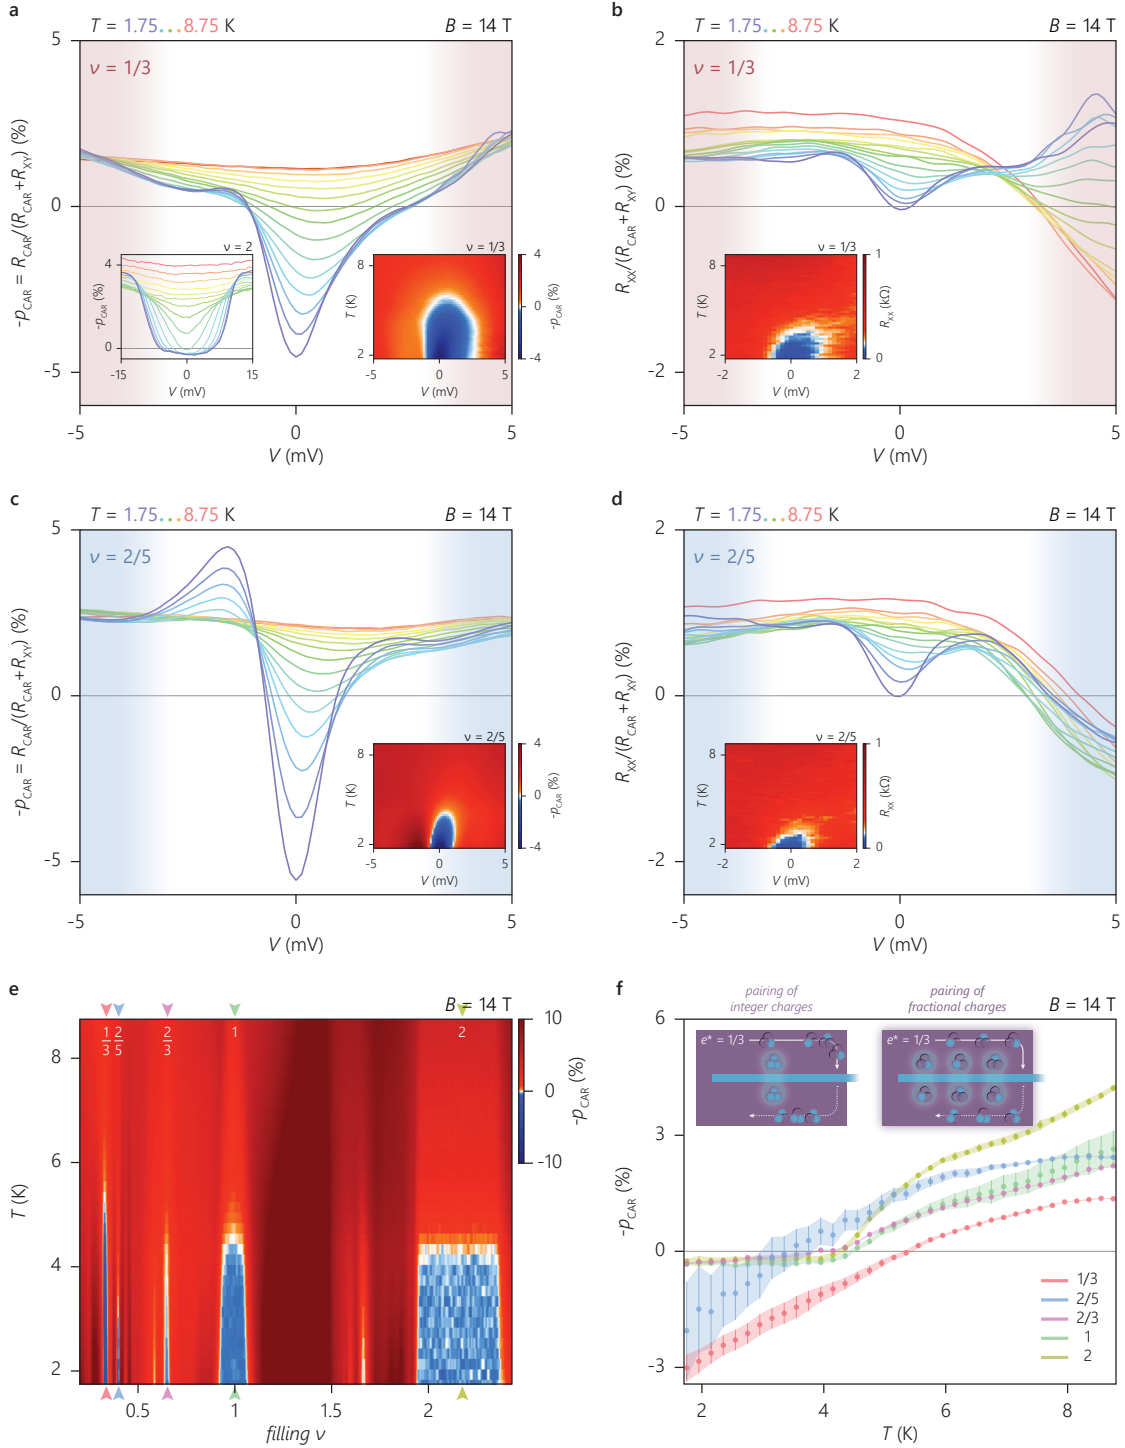 a
T = 1.75...8.75 K
B = 14 T
5
0
-5
ν = 1/3
-p_CAR = R_CAR/(R_CAR+R_XY) (%)
ν = 2
4
0
-p_CAR (%)
-15 0 15
V (mV)
ν = 1/3
8
2
T (K)
-5 0 5
V (mV)
4
0
-4
-p_CAR (%)
-5 0 5
V (mV)
b
T = 1.75...8.75 K
B = 14 T
2
0
-2
ν = 1/3
R_XX/(R_CAR+R_XY) (%)
ν = 1/3
8
2
T (K)
-2 0 2
V (mV)
1
0
R_XX (kΩ)
-5 0 5
V (mV)
c
T = 1.75...8.75 K
B = 14 T
5
0
-5
ν = 2/5
-p_CAR = R_CAR/(R_CAR+R_XY) (%)
ν = 2/5
8
2
T (K)
-5 0 5
V (mV)
4
0
-4
-p_CAR (%)
-5 0 5
V (mV)
d
T = 1.75...8.75 K
B = 14 T
2
0
-2
ν = 2/5
R_XX/(R_CAR+R_XY) (%)
ν = 2/5
8
2
T (K)
-2 0 2
V (mV)
1
0
R_XX (kΩ)
-5 0 5
V (mV)
e
B = 14 T
1/3 2/5 2/3 1 2
8
6
4
2
T (K)
0.5 1 1.5 2
filling ν
10
0
-10
-p_CAR (%)
f
pairing of
integer charges
pairing of
fractional charges
B = 14 T
e* = 1/3
e* = 1/3
6
3
0
-3
-p_CAR (%)
1/3
2/5
2/3
1
2
2 4 6 8
T (K)